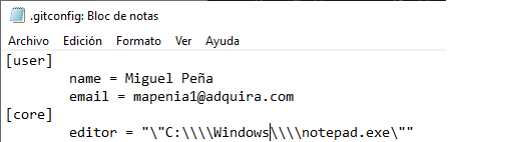 .gitconfig: Bloc de notas
Archivo Edición Formato Ver Ayuda
[user]
name = Miguel Peña
email = mapenia1@adquira.com
[core]
editor = "\"C:\\\\Windows\\\\notepad.exe\""